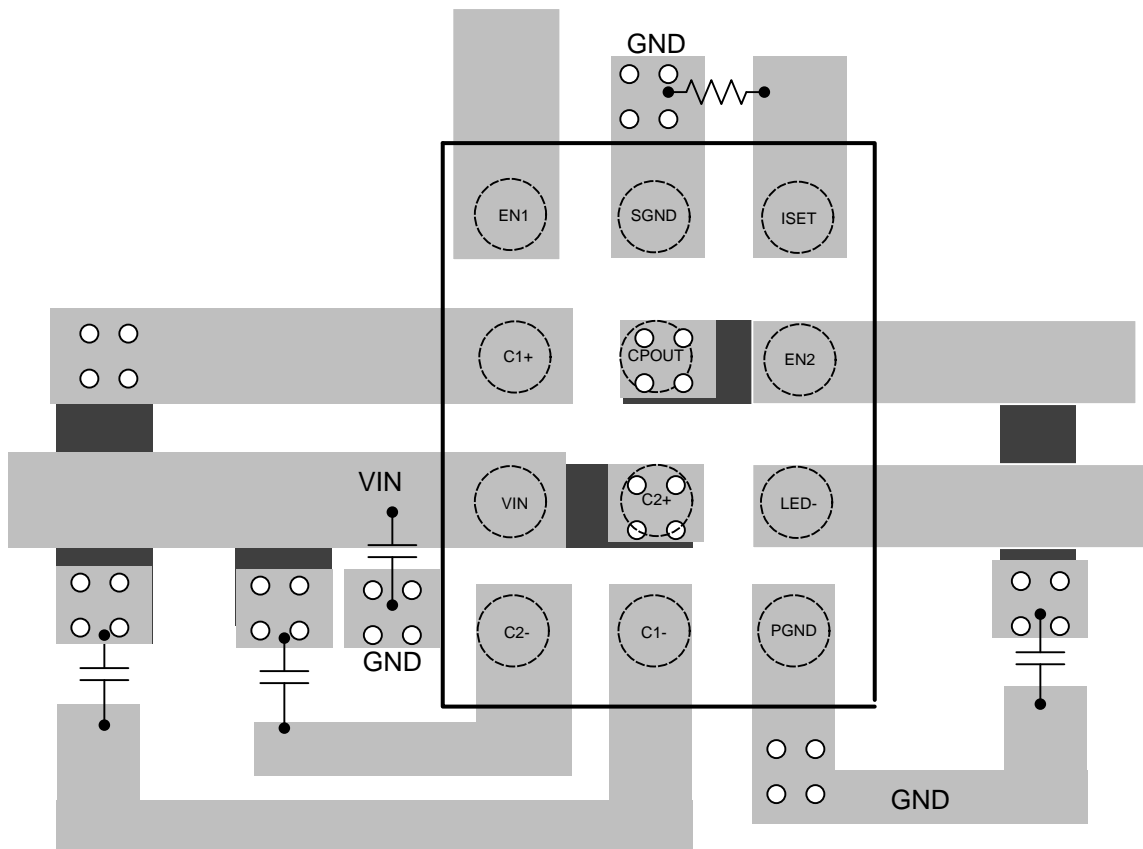 GND
EN1 SGND ISET
C1+ CPOUT EN2
VIN
VIN C2+ LED-
C2- C1- PGND
GND
GND